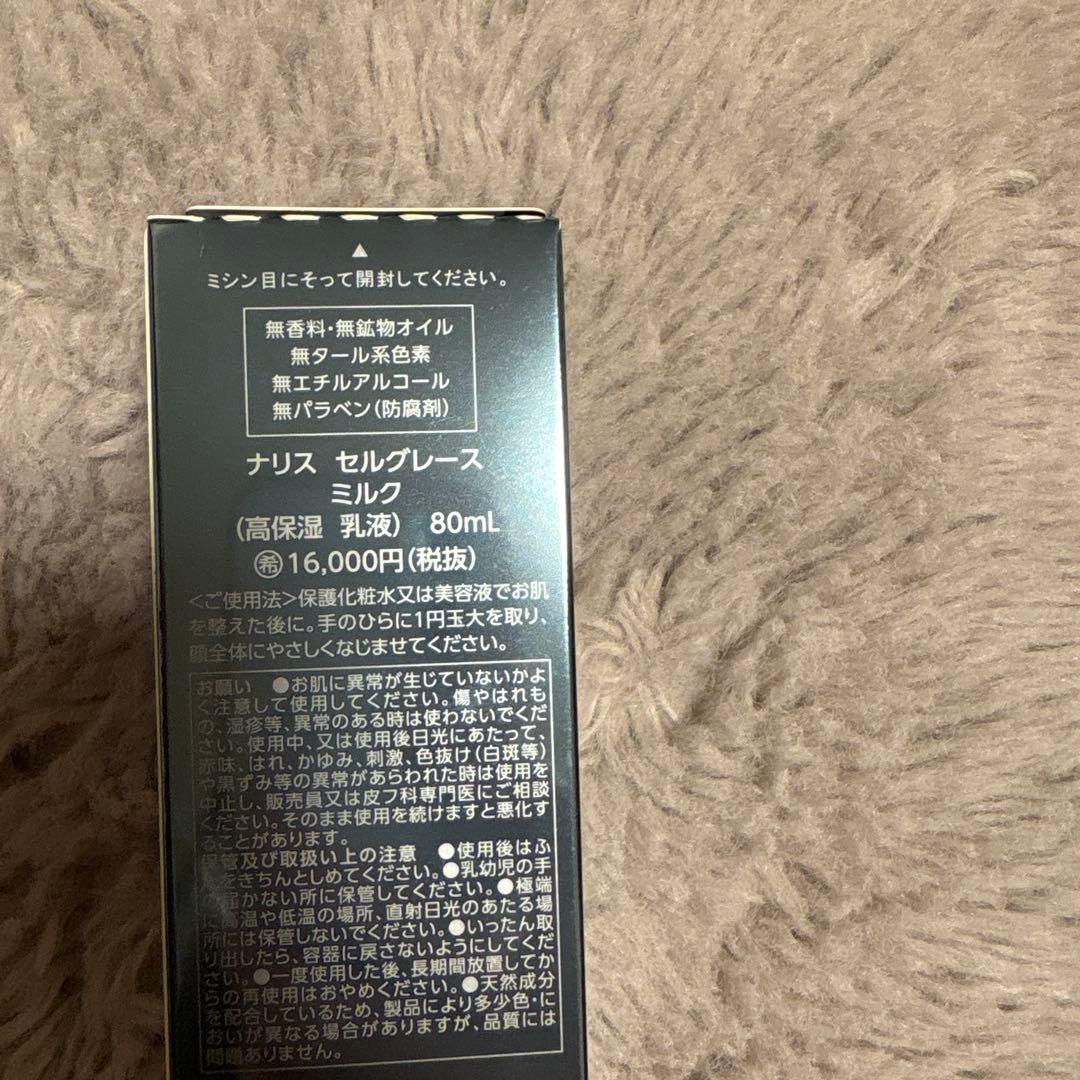 ミシン目にそって開封してください。
無香料・無鉱物オイル
無タール系色素
無エチルアルコール
無パラベン(防腐剤)
ナリス セルグレース
ミルク
(高保湿 乳液) 80mL
㊒16,000円(税抜)
<ご使用法>保護化粧水又は美容液でお肌
を整えた後に。手のひらに1円玉大を取り、
顔全体にやさしくなじませてください。
お願い ●お肌に異常が生じていないかよ
く注意して使用してください。傷やはれも
の、湿疹等、異常のある時は使わないでくだ
さい。使用中、又は使用後日光にあたって、
赤味、はれ、かゆみ、刺激、色抜け(白斑等)
や黒ずみ等の異常があらわれた時は使用を
中止し、販売員又は皮フ科専門医にご相談
ください。そのまま使用を続けますと悪化す
ることがあります。
保管及び取扱い上の注意 ●使用後はふ
たをきちんとしめてください。●乳幼児の手
の届かない所に保管してください。●極端
に高温や低温の場所、直射日光のあたる場
所には保管しないでください。●いったん取
り出したら、容器に戻さないようにしてくだ
さい。●一度使用した後、長期間放置してか
らの再使用はおやめください。●天然成分
を配合しているため、製品により多少色・に
おいが異なる場合がありますが、品質には
問題ありません。